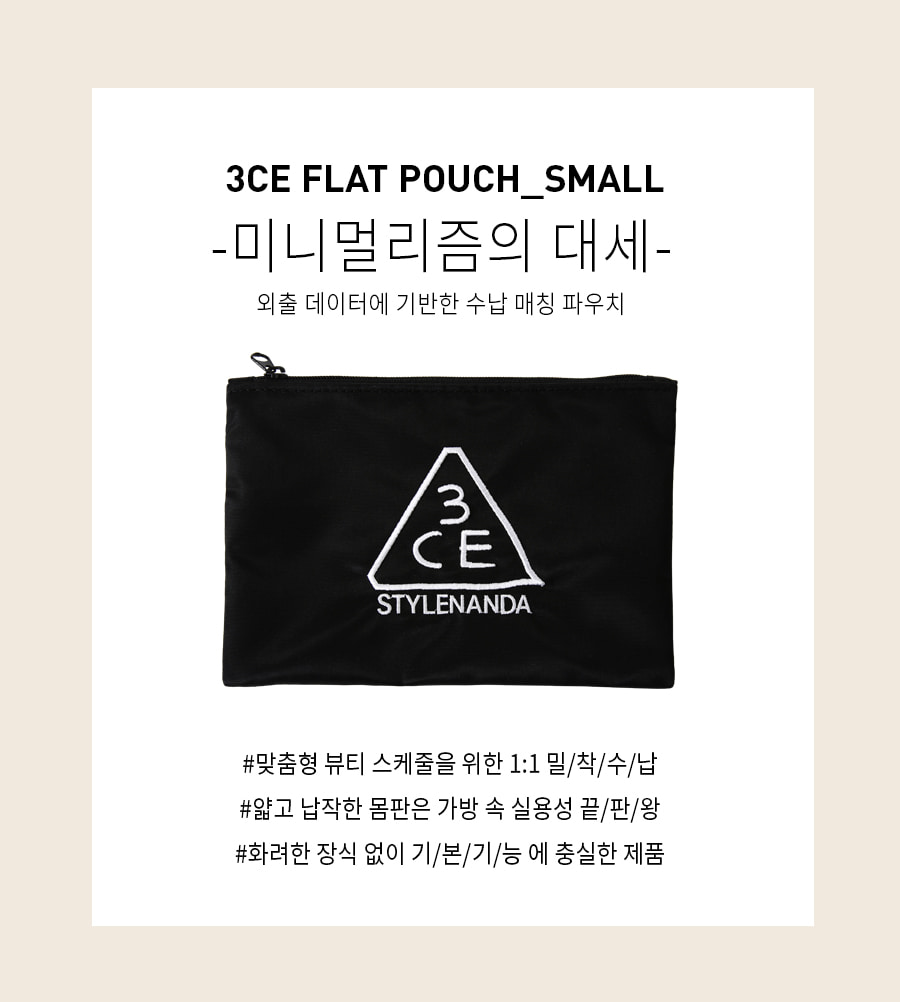 3CE FLAT POUCH_SMALL
-미니멀리즘의 대세-
외출 데이터에 기반한 수납 매칭 파우치
3
CE
STYLENANDA
#맞춤형 뷰티 스케줄을 위한 1:1 밀/착/수/납
#얇고 납작한 몸판은 가방 속 실용성 끝/판/왕
#화려한 장식 없이 기/본/기/능 에 충실한 제품